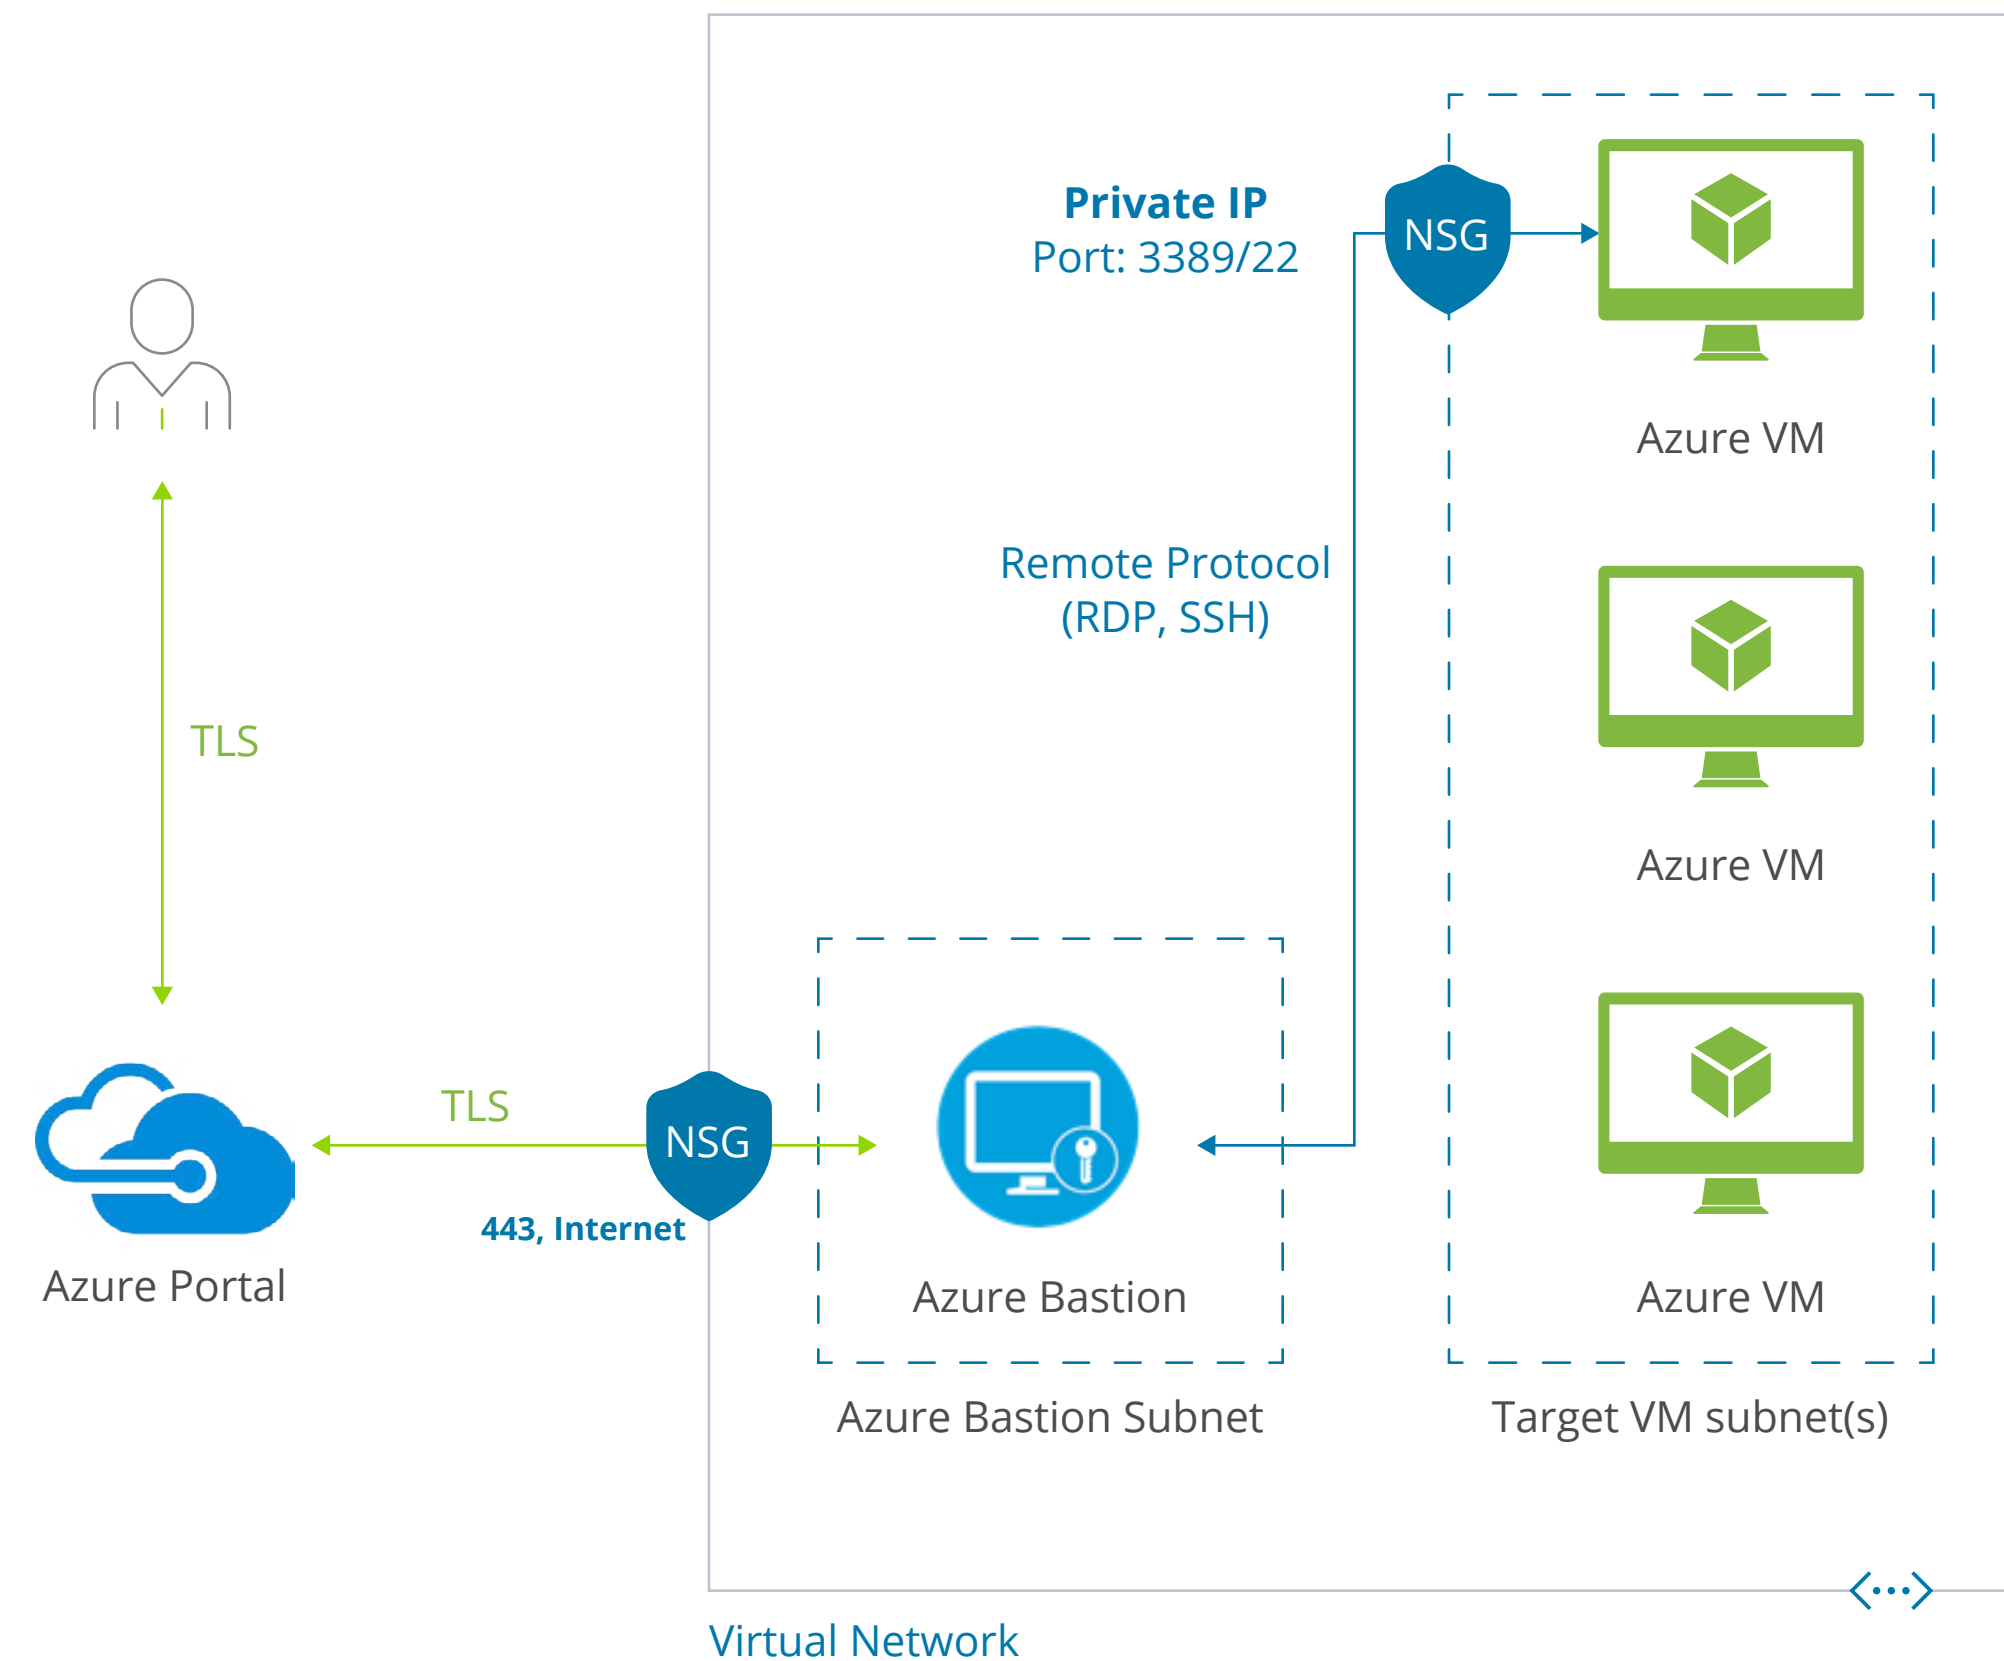 Private IP
Port: 3389/22
NSG
Azure VM
Remote Protocol
(RDP, SSH)
TLS
Azure VM
TLS
NSG
443, Internet
Azure Portal
Azure Bastion
Azure VM
Azure Bastion Subnet
Target VM subnet(s)
Virtual Network